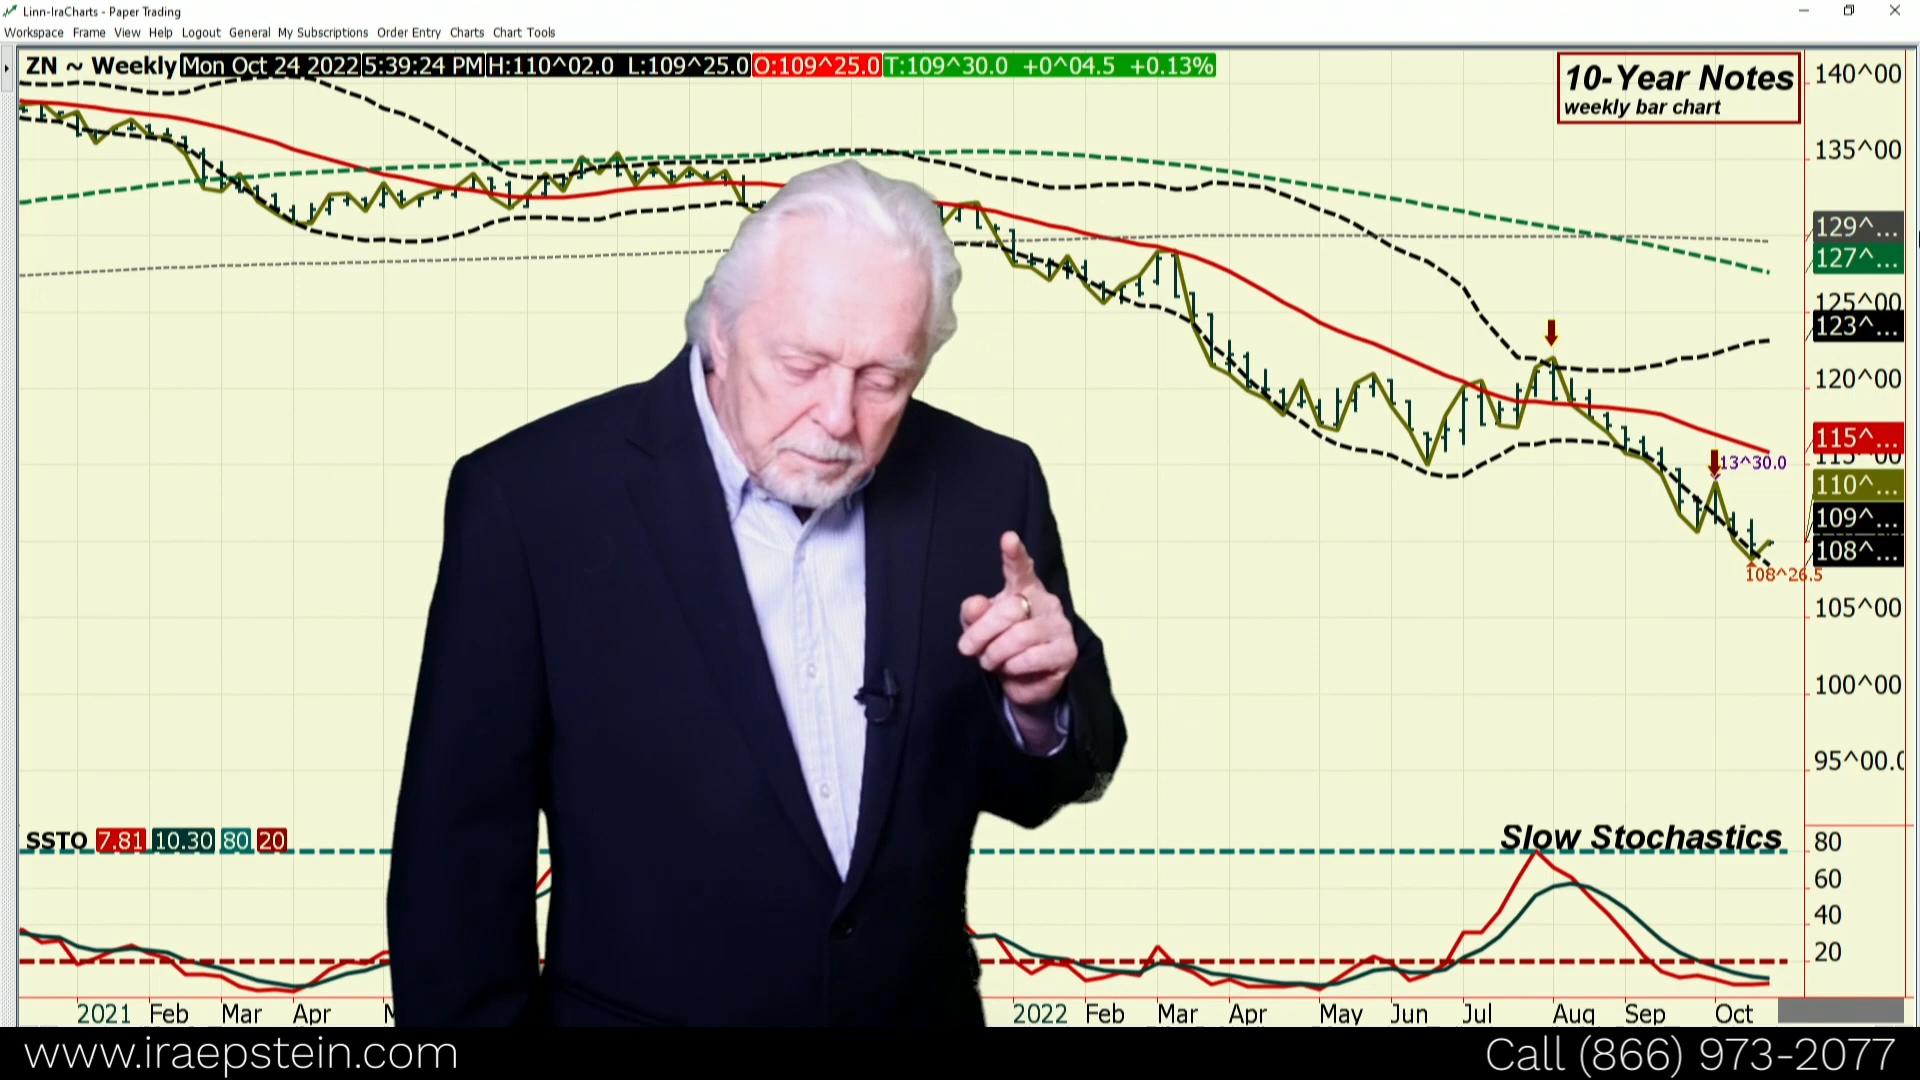 Linn-IraCharts - Paper Trading
Workspace Frame View Help Logout General My Subscriptions Order Entry Charts Chart Tools
ZN ~ Weekly Mon Oct 24 2022 5:39:24 PM H:110^02.0 L:109^25.0 O:109^25.0 T:109^30.0 +0^04.5 +0.13%
10-Year Notes
weekly bar chart
140^00
135^00
129^...
127^...
125^00
123^...
120^00
115^...
115^00
13^30.0
110^...
109^...
108^...
108^26.5
105^00
100^00
95^00.0
SSTO 7.81 10.30 80 20
Slow Stochastics
80
60
40
20
2021 Feb Mar Apr 2022 Feb Mar Apr May Jun Jul Aug Sep Oct
www.iraepstein.com
Call (866) 973-2077